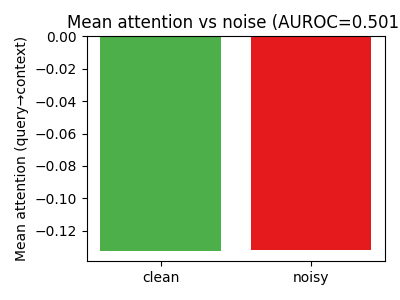 Mean attention vs noise (AUROC=0.501
Mean attention (query→context)
0.00
−0.02
−0.04
−0.06
−0.08
−0.10
−0.12
clean
noisy